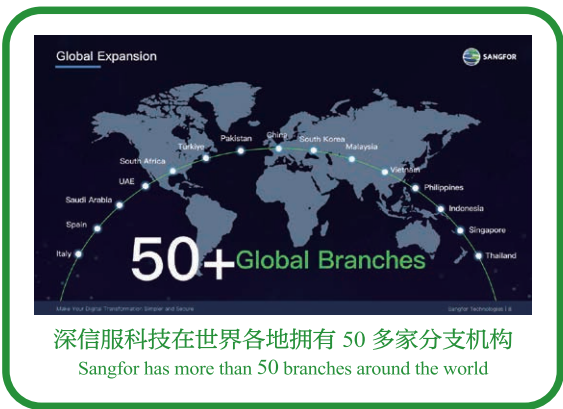 Global Expansion
SANGFOR
China
Pakistan
South Korea
Türkiye
Malaysia
South Africa
Vietnam
UAE
Philippines
Saudi Arabia
Indonesia
Spain
Singapore
Italy
Thailand
50+Global Branches
Make Your Digital Transformation Simpler and Secure
Sangfor Technologies
深信服科技在世界各地拥有 50 多家分支机构
Sangfor has more than 50 branches around the world